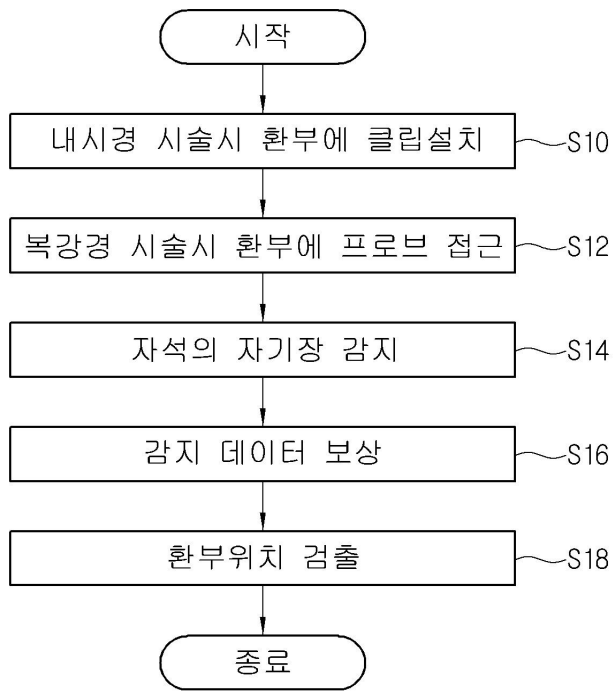 시작
내시경 시술시 환부에 클립설치 S10
복강경 시술시 환부에 프로브 접근 S12
자석의 자기장 감지 S14
감지 데이터 보상 S16
환부위치 검출 S18
종료